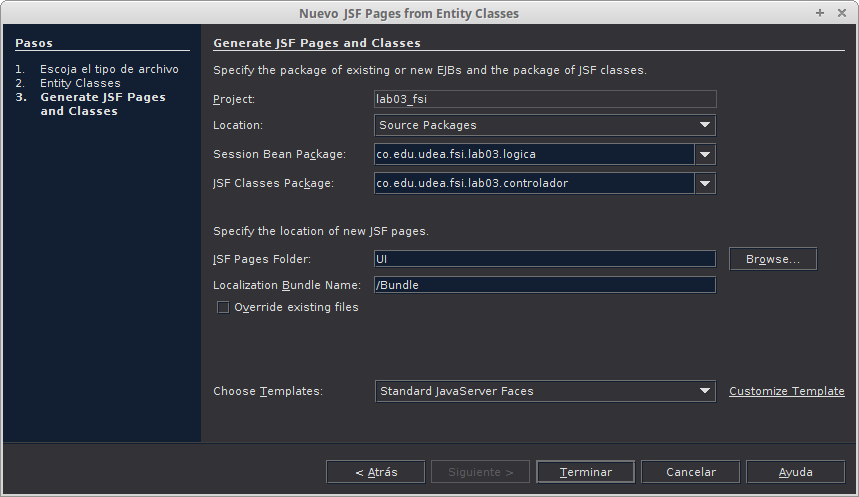 Nuevo JSF Pages from Entity Classes
Pasos
1. Escoja el tipo de archivo
2. Entity Classes
3. Generate JSF Pages
and Classes
Generate JSF Pages and Classes
Specify the package of existing or new EJBs and the package of JSF classes.
Project: lab03_fsi
Location: Source Packages
Session Bean Package: co.edu.udea.fsi.lab03.logica
JSF Classes Package: co.edu.udea.fsi.lab03.controlador
Specify the location of new JSF pages.
JSF Pages Folder: UI Browse...
Localization Bundle Name: /Bundle
Override existing files
Choose Templates: Standard JavaServer Faces Customize Template
< Atrás Siguiente > Terminar Cancelar Ayuda